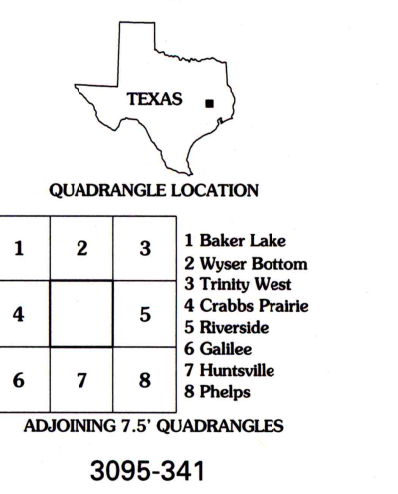 TEXAS
QUADRANGLE LOCATION
1 2 3
4 5
6 7 8
1 Baker Lake
2 Wyser Bottom
3 Trinity West
4 Crabbs Prairie
5 Riverside
6 Galilee
7 Huntsville
8 Phelps
ADJOINING 7.5' QUADRANGLES
3095-341